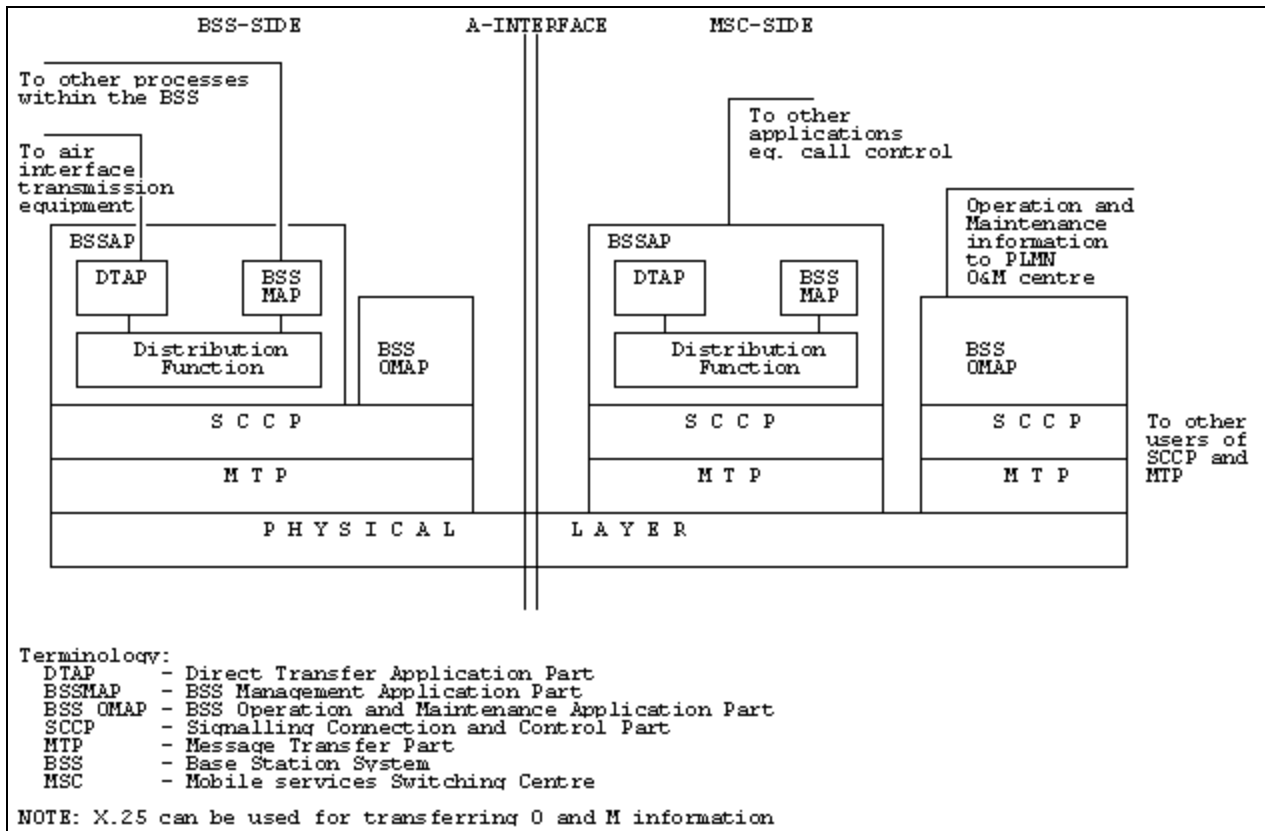 BSS-SIDE
A-INTERFACE
MSC-SIDE
To other processes
within the BSS
To air
interface
transmission
equipment
BSSAP
DTAP
BSS
MAP
Distribution
Function
BSS
OMAP
S C C P
M T P
To other
applications
eg. call control
BSSAP
DTAP
BSS
MAP
Distribution
Function
S C C P
M T P
Operation and
Maintenance
information
to PLMN
O&M centre
BSS
OMAP
S C C P
M T P
To other
users of
SCCP and
MTP
P H Y S I C A L
L A Y E R
Terminology:
DTAP - Direct Transfer Application Part
BSSMAP - BSS Management Application Part
BSS OMAP - BSS Operation and Maintenance Application Part
SCCP - Signalling Connection and Control Part
MTP - Message Transfer Part
BSS - Base Station System
MSC - Mobile services Switching Centre
NOTE: X.25 can be used for transferring O and M information